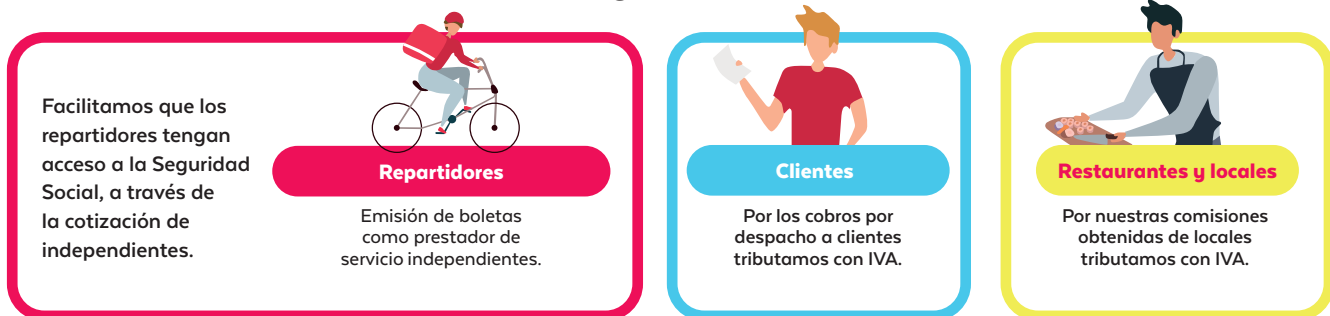 Facilitamos que los
repartidores tengan
acceso a la Seguridad
Social, a través de
la cotización de
independientes.
Repartidores
Emisión de boletas
como prestador de
servicio independientes.
Clientes
Por los cobros por
despacho a clientes
tributamos con IVA.
Restaurantes y locales
Por nuestras comisiones
obtenidas de locales
tributamos con IVA.